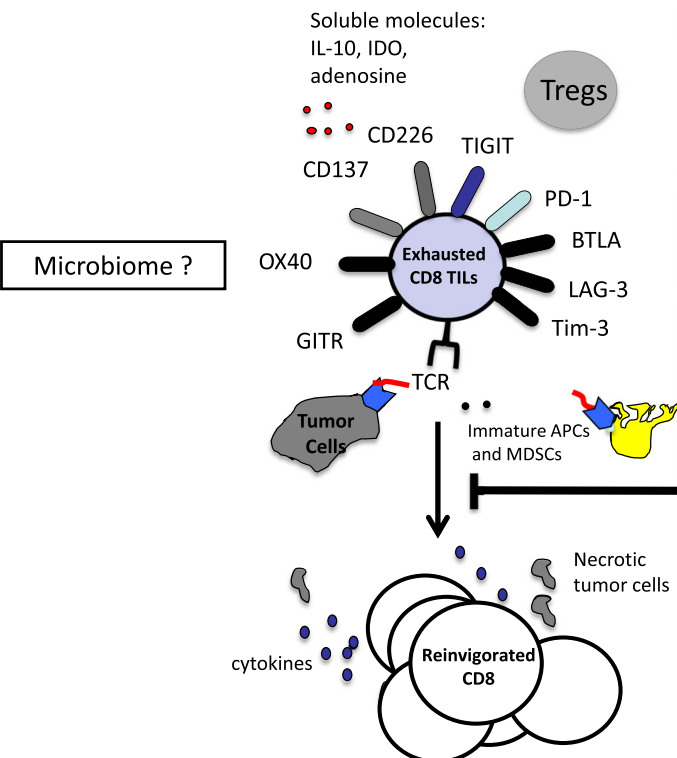 Soluble molecules:
IL-10, IDO,
adenosine
Tregs
CD226
TIGIT
CD137
PD-1
BTLA
Exhausted
CD8 TILs
OX40
Microbiome ?
LAG-3
Tim-3
GITR
TCR
Tumor
Cells
Immature APCs
and MDSCs
Necrotic
tumor cells
cytokines
Reinvigorated
CD8